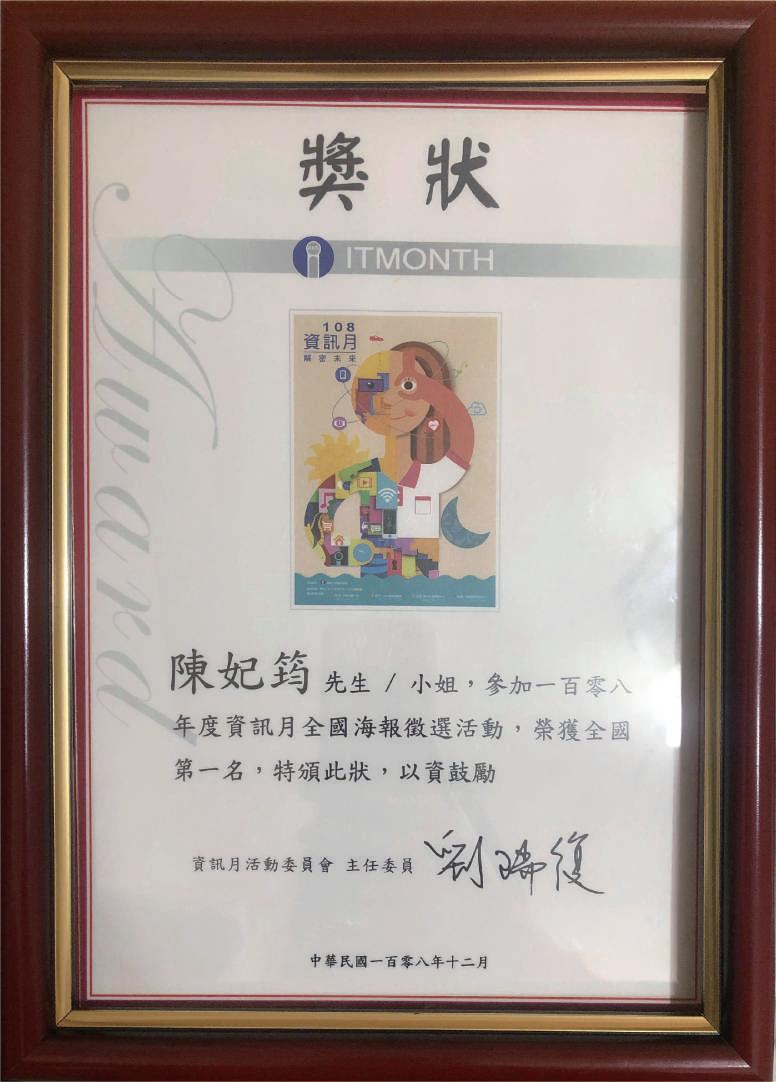 獎狀
ITMONTH
Award
108
資訊月
解密未來
陳妃筠 先生 / 小姐，參加一百零八
年度資訊月全國海報徵選活動，榮獲全國
第一名，特頒此狀，以資鼓勵
資訊月活動委員會 主任委員 劉瑞復
中華民國一百零八年十二月